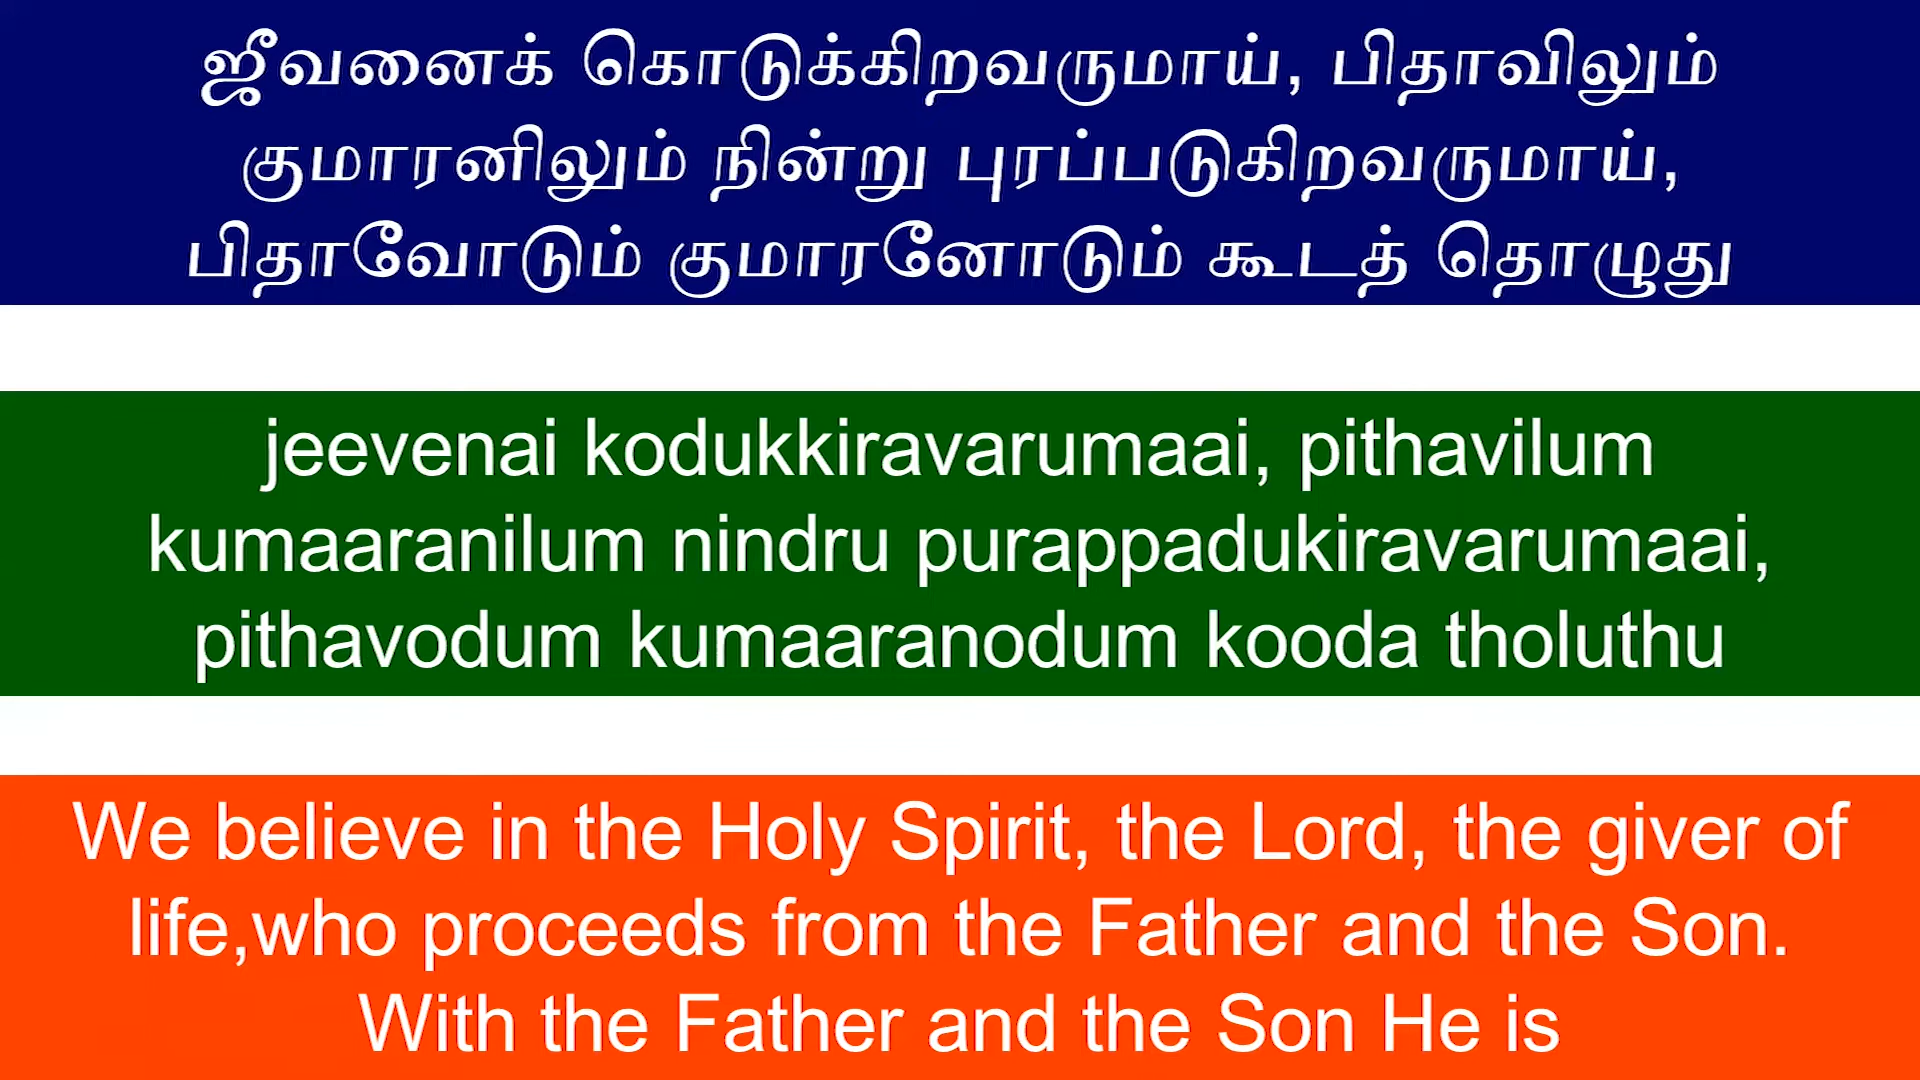 ஜீவனைக் கொடுக்கிறவருமாய், பிதாவிலும்
குமாரனிலும் நின்று புரப்படுகிறவருமாய்,
பிதாவோடும் குமாரனோடும் கூடத் தொழுது
jeevenai kodukkiravarumaai, pithavilum
kumaaranilum nindru purappadukiravarumaai,
pithavodum kumaaranodum kooda tholuthu
We believe in the Holy Spirit, the Lord, the giver of
life,who proceeds from the Father and the Son.
With the Father and the Son He is